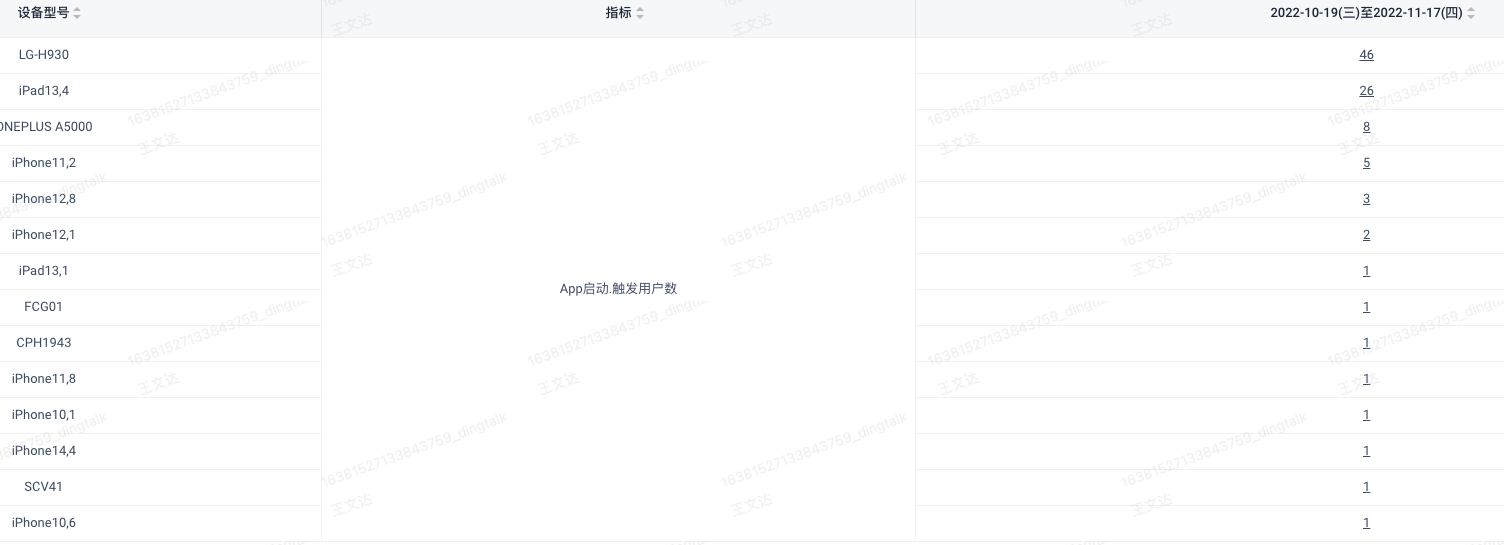 设备型号 指标 2022-10-19(三)至2022-11-17(四)
LG-H930 46
iPad13,4 26
ONEPLUS A5000 8
iPhone11,2 5
iPhone12,8 3
iPhone12,1 2
iPad13,1 1
App启动.触发用户数
FCG01 1
CPH1943 1
iPhone11,8 1
iPhone10,1 1
iPhone14,4 1
SCV41 1
iPhone10,6 1
16381527133843759_dingtalk
王文达